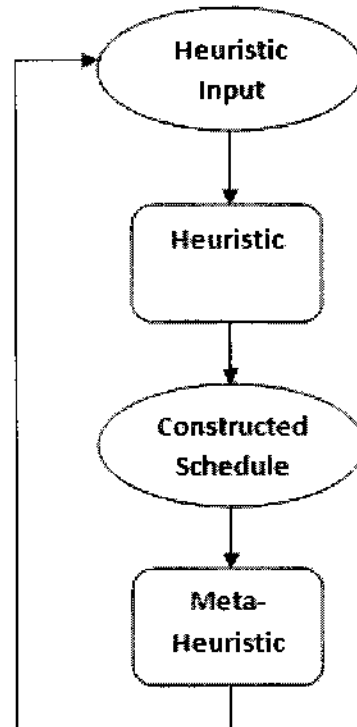 Heuristic
Input
Heuristic
Constructed
Schedule
Meta-
Heuristic